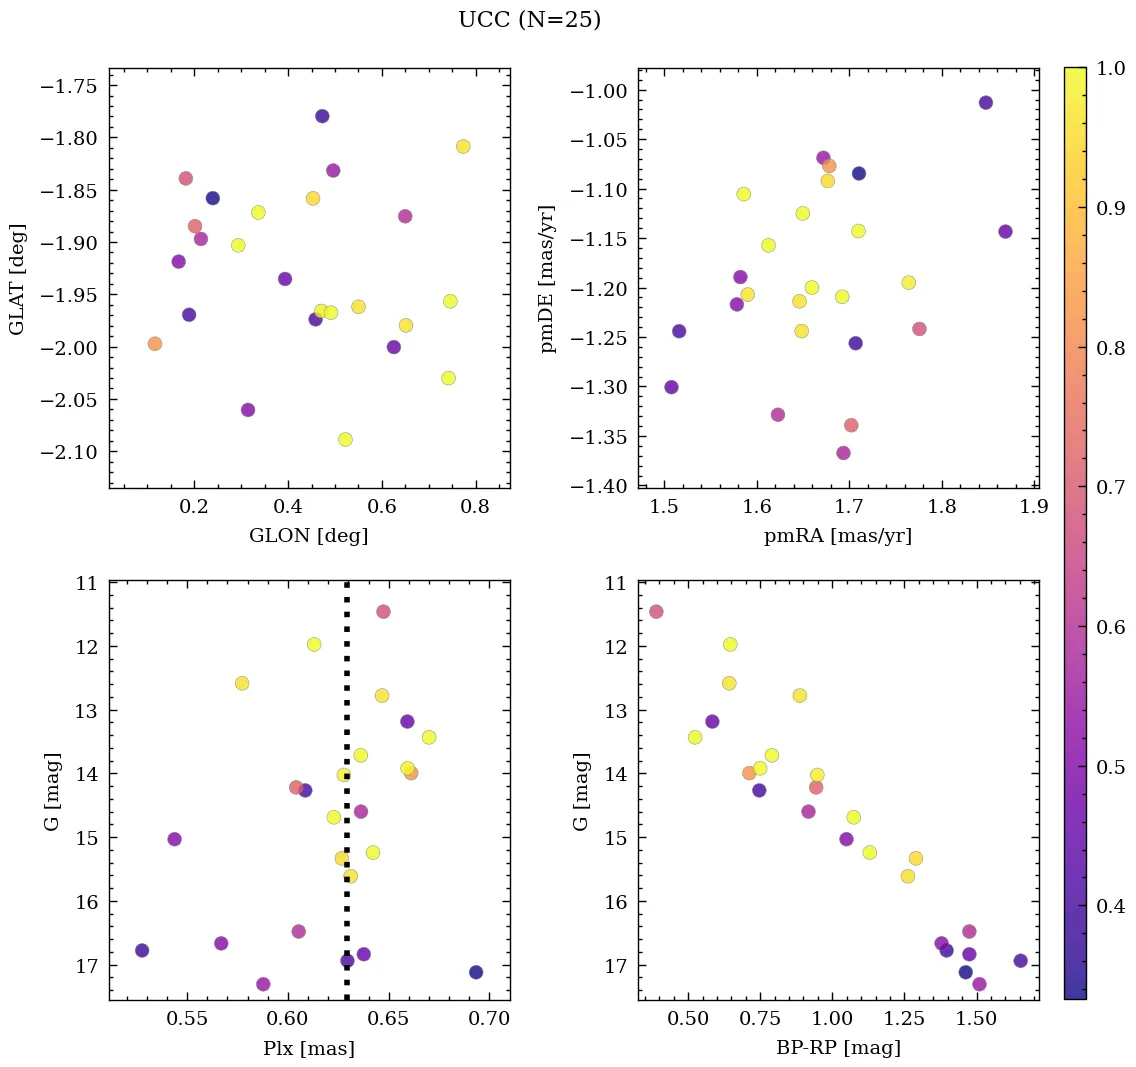 UCC (N=25)
−1.75
−1.80
−1.85
−1.90
−1.95
−2.00
−2.05
−2.10
GLAT [deg]
0.2 0.4 0.6 0.8
GLON [deg]
−1.00
−1.05
−1.10
−1.15
−1.20
−1.25
−1.30
−1.35
−1.40
pmDE [mas/yr]
1.5 1.6 1.7 1.8 1.9
pmRA [mas/yr]
11
12
13
14
15
16
17
G [mag]
0.55 0.60 0.65 0.70
Plx [mas]
11
12
13
14
15
16
17
G [mag]
0.50 0.75 1.00 1.25 1.50
BP-RP [mag]
1.0
0.9
0.8
0.7
0.6
0.5
0.4